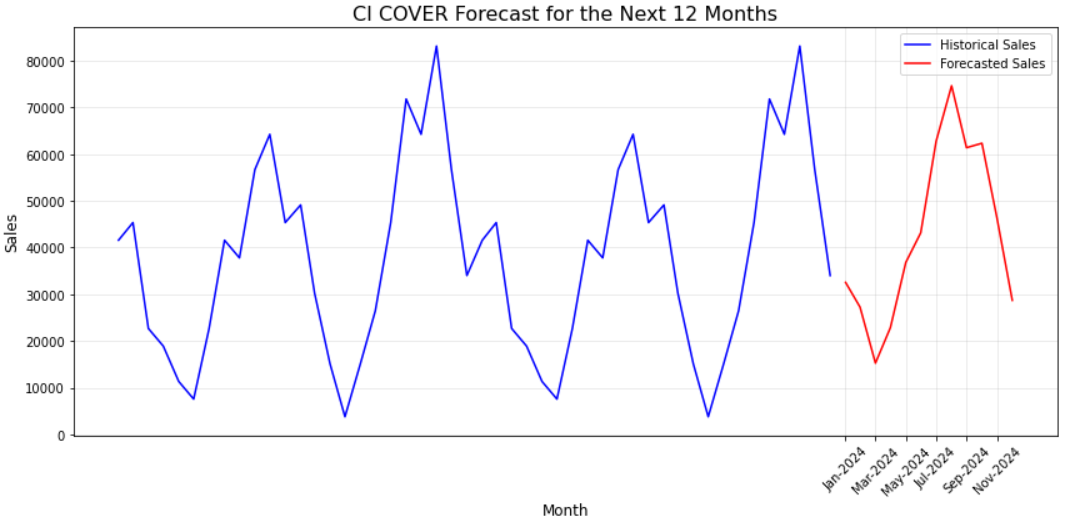 CI COVER Forecast for the Next 12 Months
Historical Sales
Forecasted Sales
Sales
80000
70000
60000
50000
40000
30000
20000
10000
0
Jan-2024
Mar-2024
May-2024
Jul-2024
Sep-2024
Nov-2024
Month